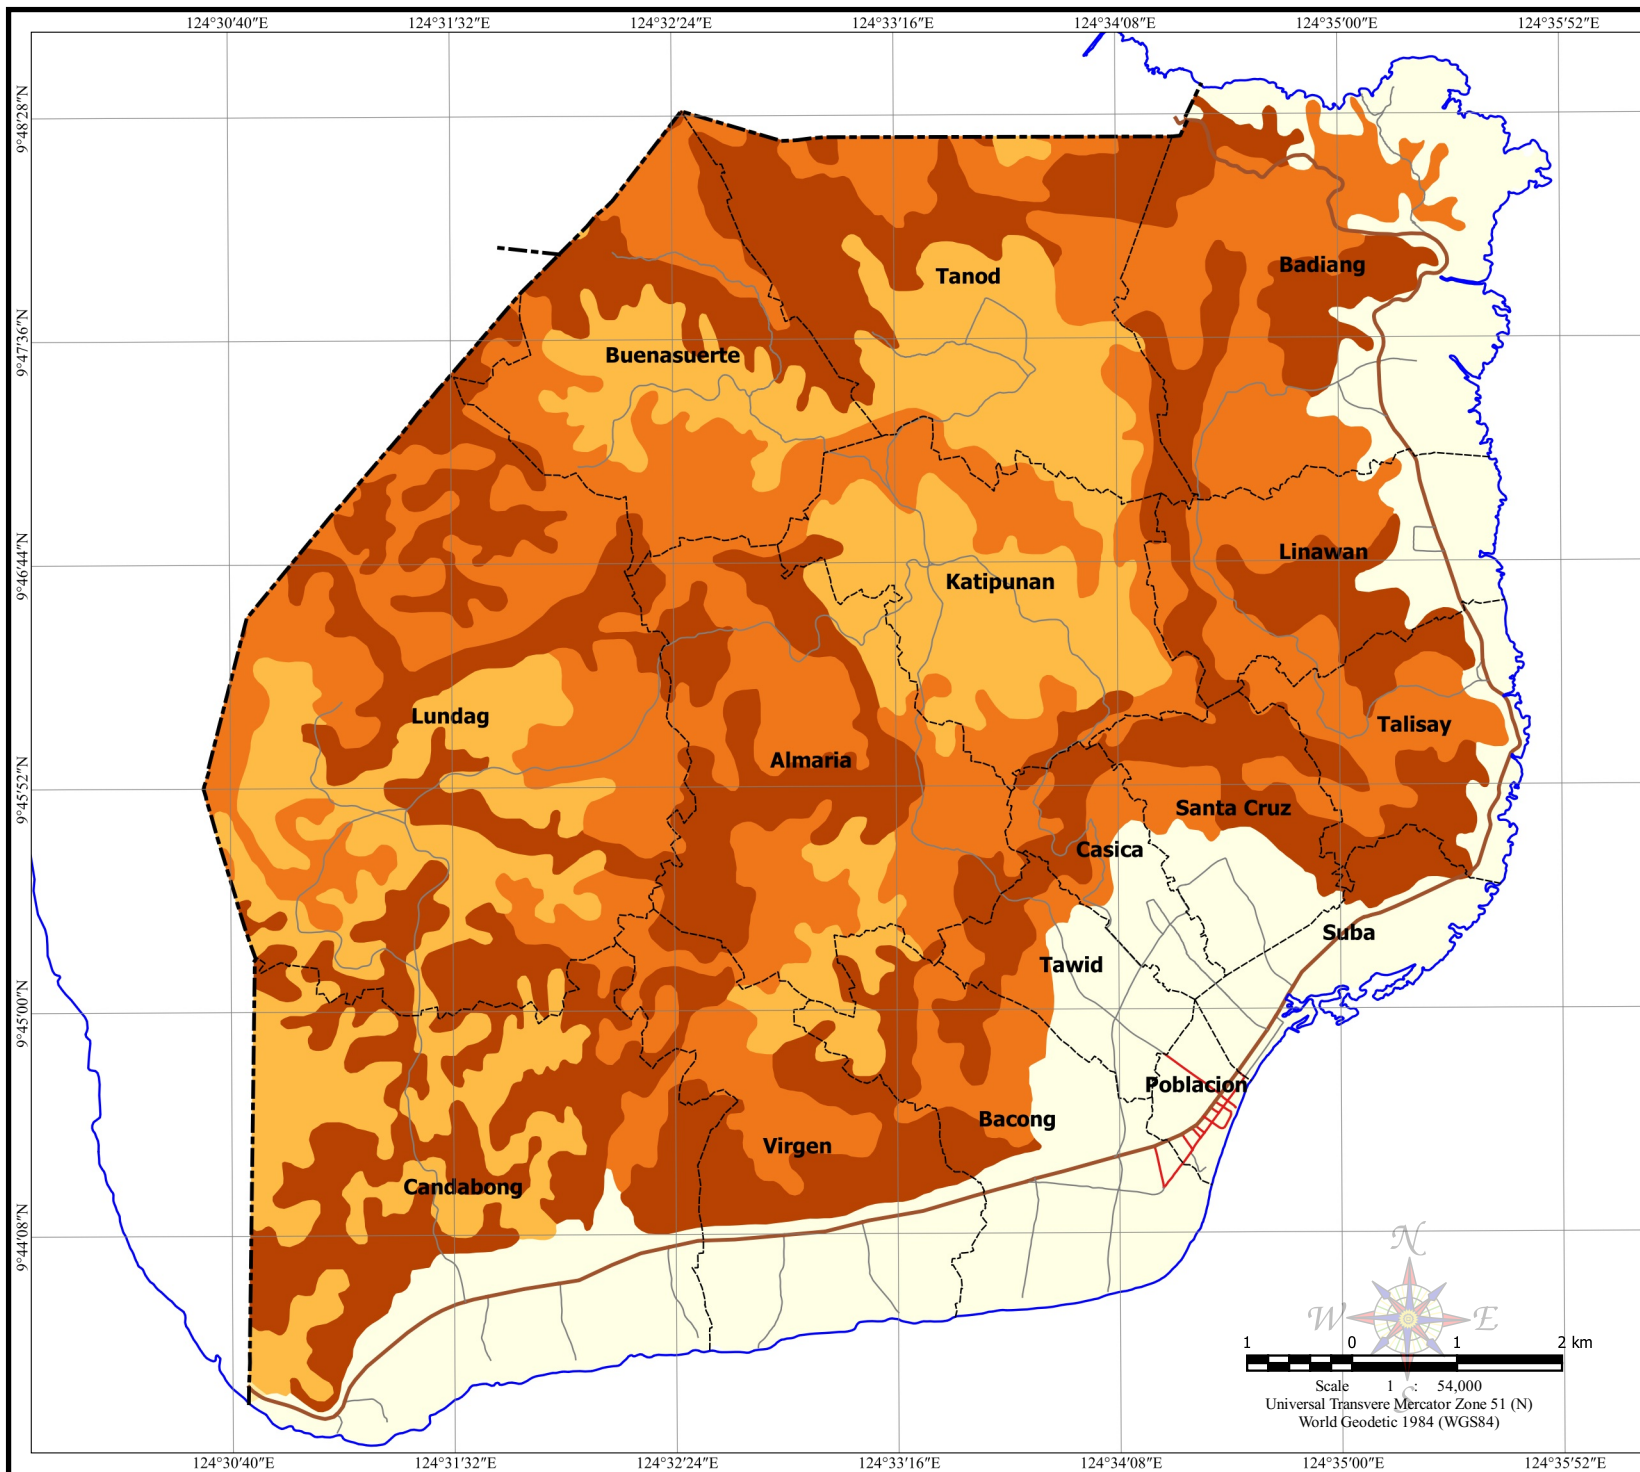 124°30'40"E 124°31'32"E 124°32'24"E 124°33'16"E 124°34'08"E 124°35'00"E 124°35'52"E
9°48'28"N
Badiang
Tanod
9°47'36"N
Buenasuerte
Linawan
9°46'44"N
Katipunan
Lundag
Talisay
Almaria
9°45'52"N
Santa Cruz
Casica
Suba
Tawid
9°45'00"N
Poblacion
Bacong
Virgen
Candabong
9°44'08"N
N
W E
S
1 0 1 2 km
Scale 1 : 54,000
Universal Transvere Mercator Zone 51 (N)
World Geodetic 1984 (WGS84)
124°30'40"E 124°31'32"E 124°32'24"E 124°33'16"E 124°34'08"E 124°35'00"E 124°35'52"E